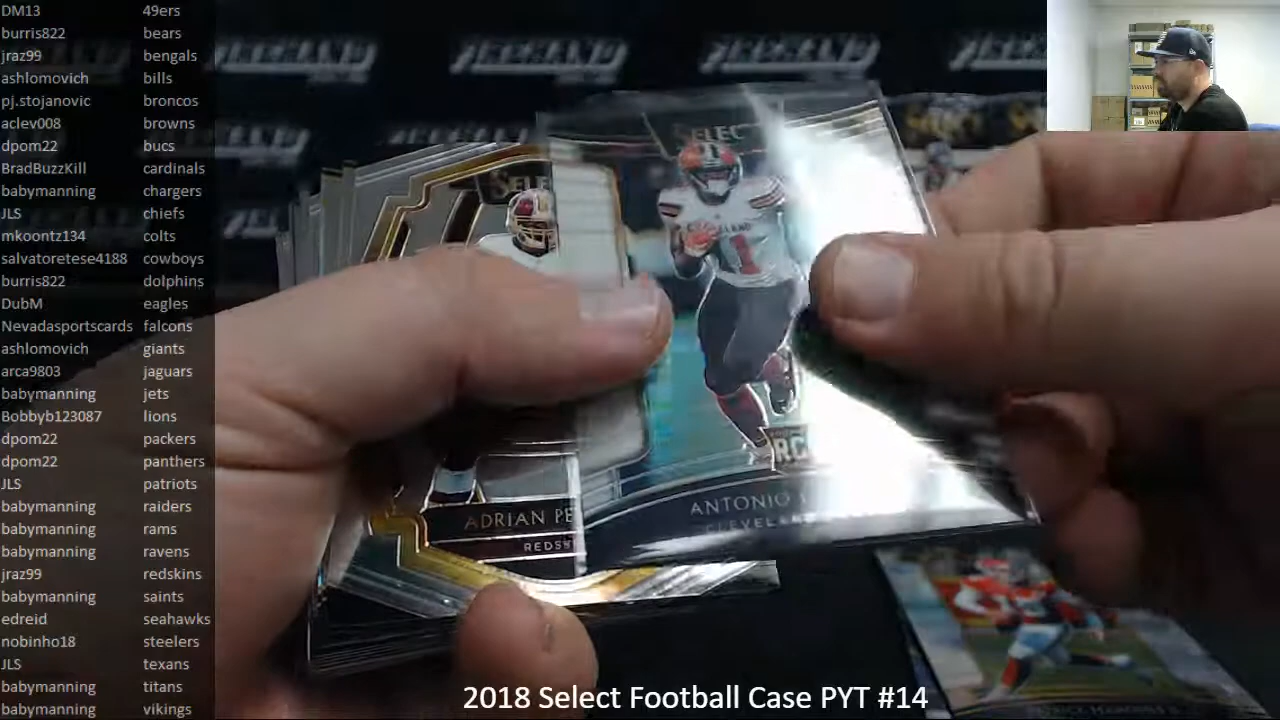 DM13 49ers
burris822 bears
jraz99 bengals
ashlomovich bills
pj.stojanovic broncos
aclev008 browns
dpom22 bucs
BradBuzzKill cardinals
babymanning chargers
JLS chiefs
mkoontz134 colts
salvatoretese4188 cowboys
burris822 dolphins
DubM eagles
Nevadasportscards falcons
ashlomovich giants
arca9803 jaguars
babymanning jets
Bobbyb123087 lions
dpom22 packers
dpom22 panthers
JLS patriots
babymanning raiders
babymanning rams
babymanning ravens
jraz99 redskins
babymanning saints
edreid seahawks
nobinho18 steelers
JLS texans
babymanning titans
babymanning vikings
SELEC
SELE
1
RC
ANTONIO
CLEVELAN
ADRIAN PE
REDS
2018 Select Football Case PYT #14